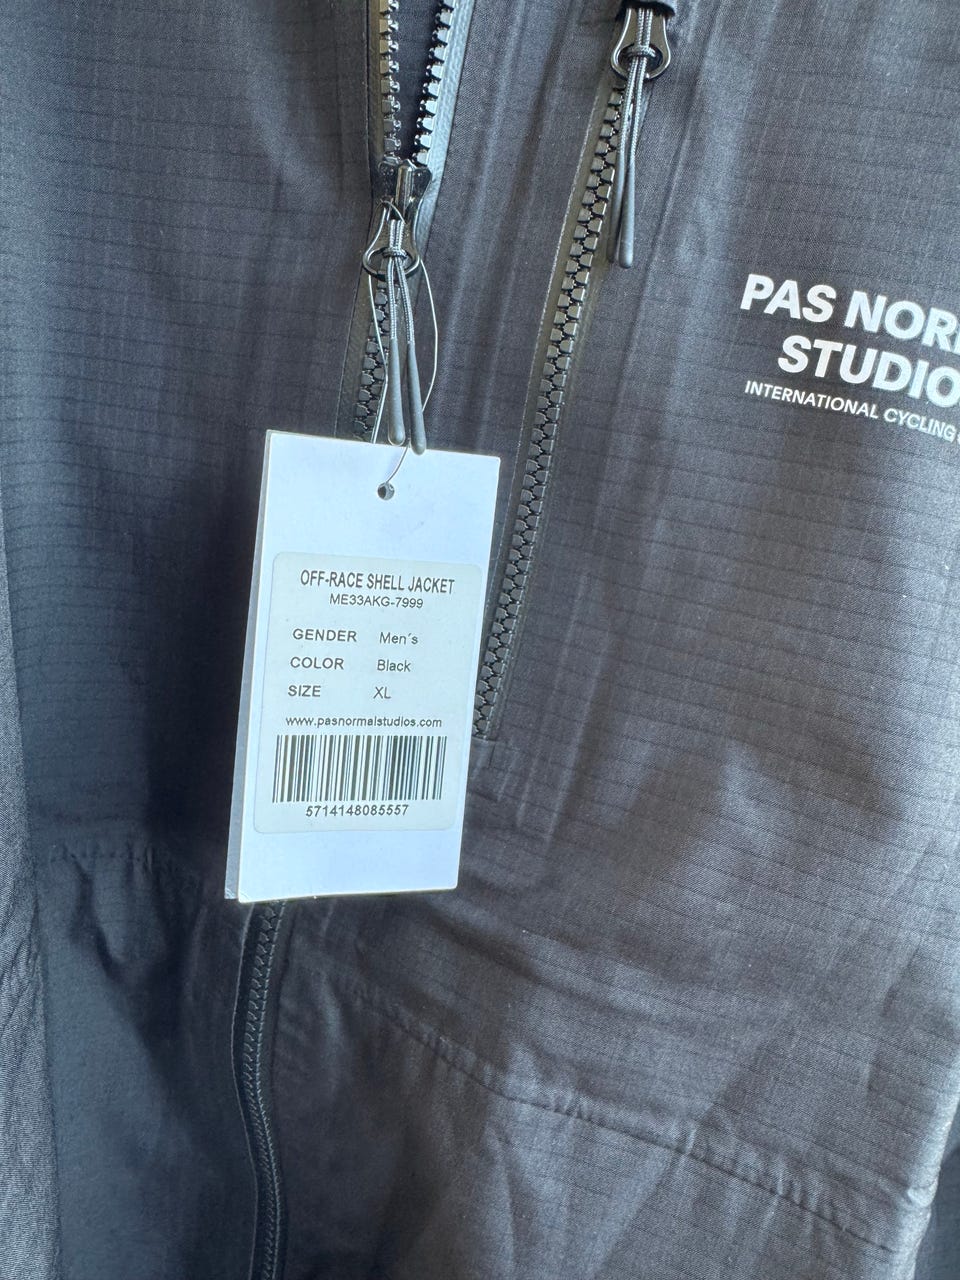 PAS NOR
STUDIO
INTERNATIONAL CYCLING
OFF-RACE SHELL JACKET
ME33AKG-7999
GENDER Men´s
COLOR Black
SIZE XL
www.pasnormalstudios.com
5714148085557